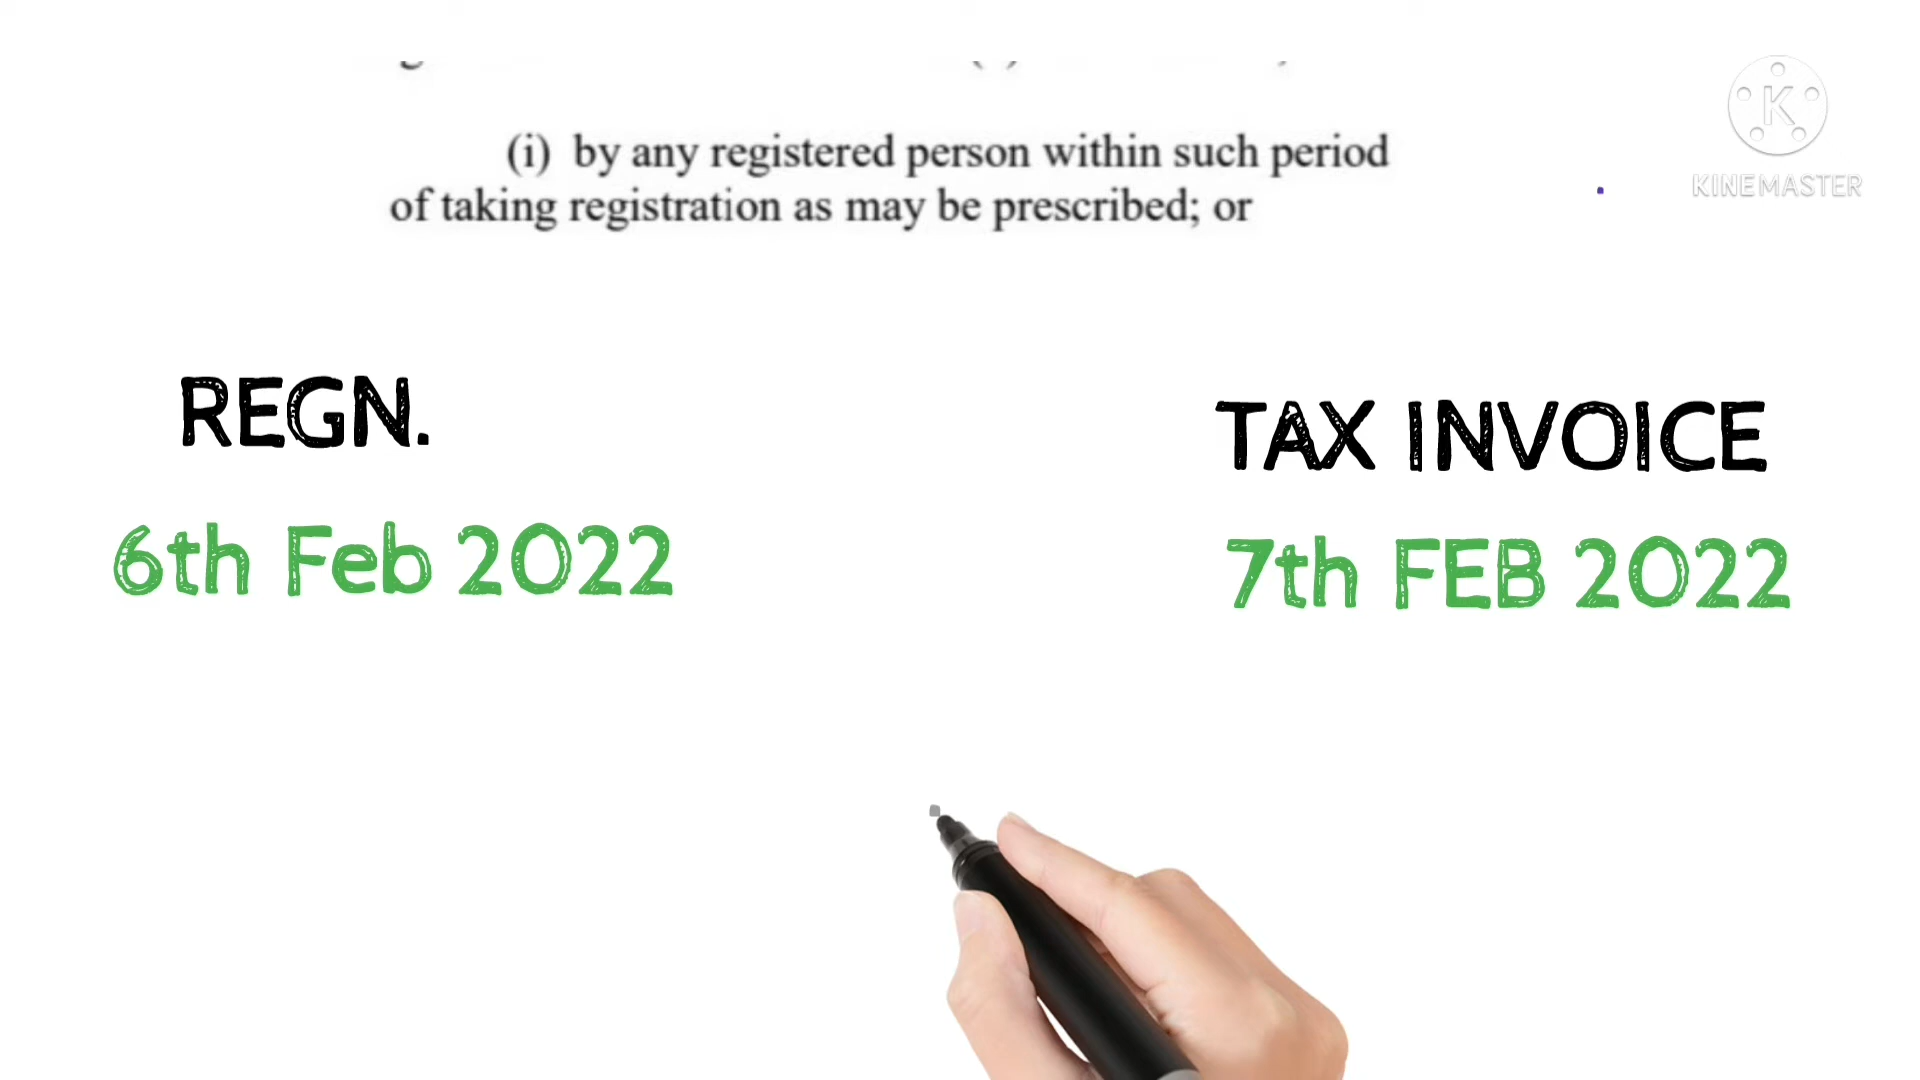 (i) by any registered person within such period
of taking registration as may be prescribed; or
KINEMASTER
REGN.
TAX INVOICE
6th Feb 2022
7th FEB 2022